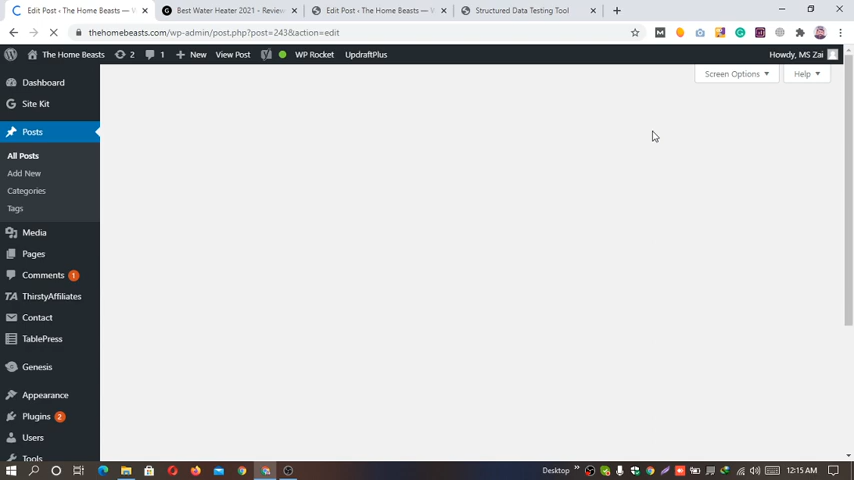 Edit Post ‹ The Home Beasts —
Best Water Heater 2021 - Review
Edit Post ‹ The Home Beasts —
Structured Data Testing Tool
thehomebeasts.com/wp-admin/post.php?post=243&action=edit
The Home Beasts 2 1 New View Post WP Rocket UpdraftPlus Howdy, MS Zai
Screen Options Help
Dashboard
Site Kit
Posts
All Posts
Add New
Categories
Tags
Media
Pages
Comments 1
ThirstyAffiliates
Contact
TablePress
Genesis
Appearance
Plugins 2
Users
Tools
Desktop 12:15 AM